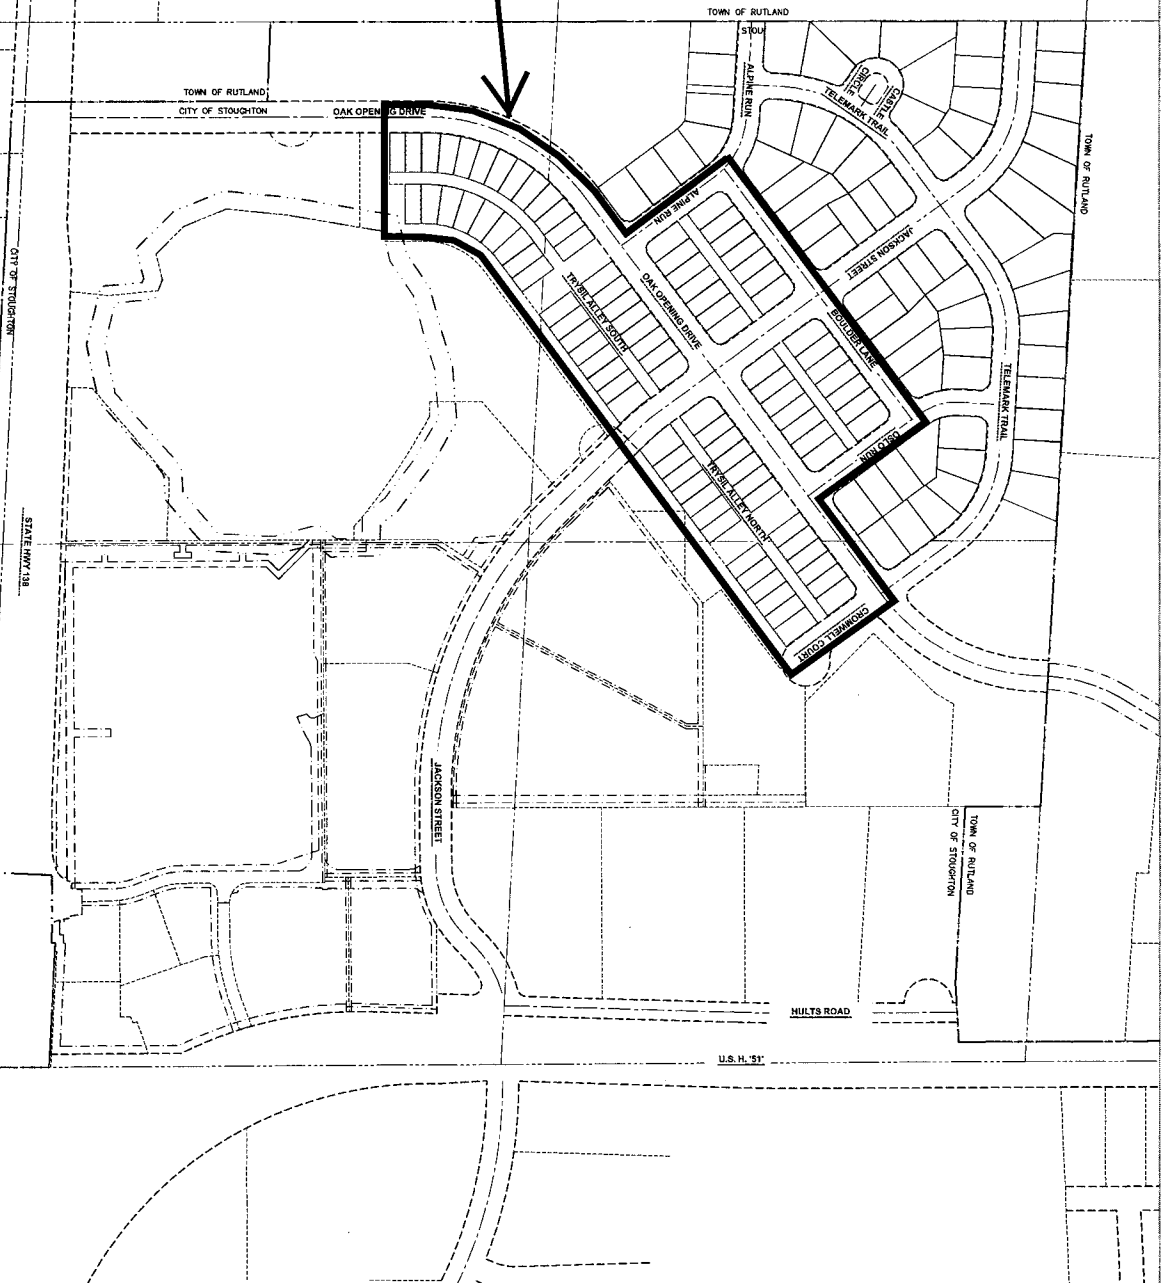 TOWN OF RUTLAND
STOU
TOWN OF RUTLAND
CITY OF STOUGHTON
OAK OPENING DRIVE
ALPINE RUN
CASTLE
CIRCLE
TELEMARK TRAIL
TOWN OF RUTLAND
ALPINE RUN
JACKSON STREET
CITY OF STOUGHTON
TRYSIL ALLEY SOUTH
OAK OPENING DRIVE
BOULDER LANE
TELEMARK TRAIL
OSLO RUN
TRYSIL ALLEY NORTH
STATE HWY 138
CROMWELL COURT
JACKSON STREET
TOWN OF RUTLAND
CITY OF STOUGHTON
HULTS ROAD
U.S. H. '51'